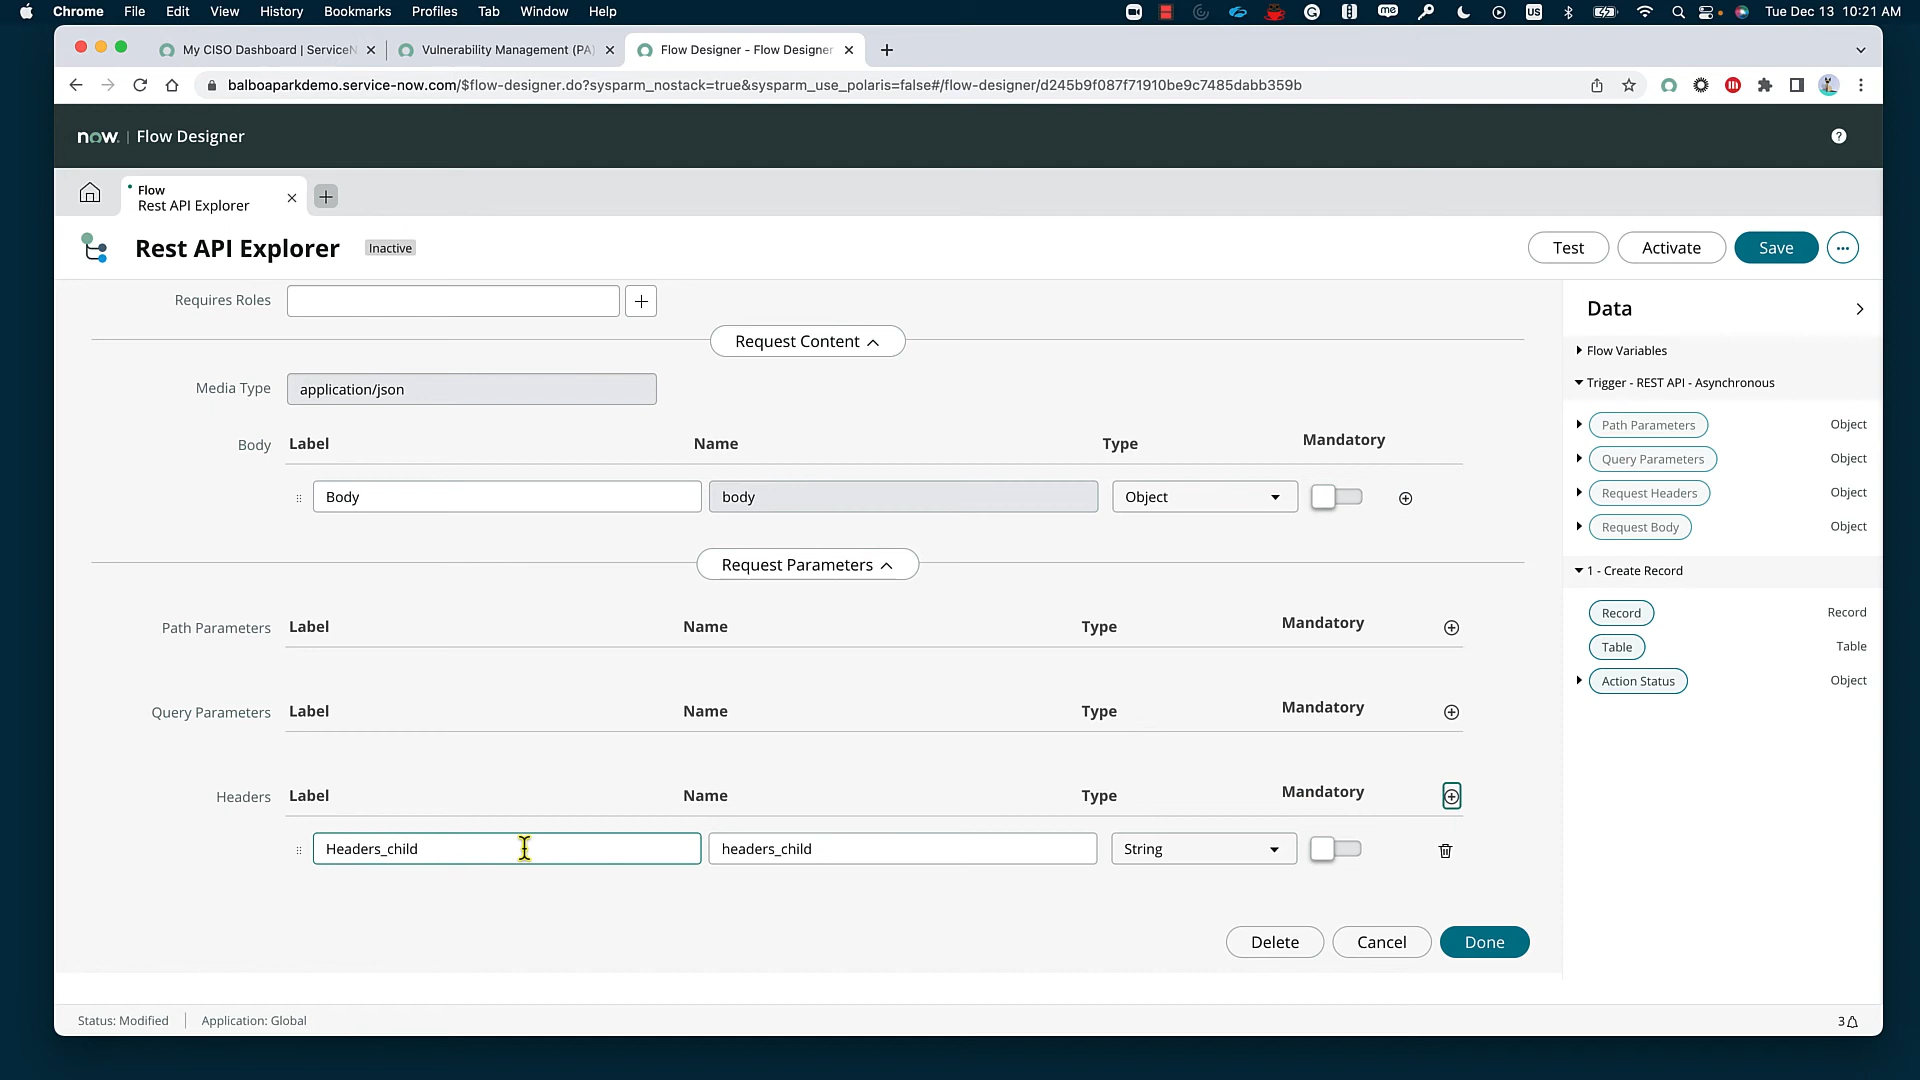 Chrome File Edit View History Bookmarks Profiles Tab Window Help me US Tue Dec 13 10:21 AM
My CISO Dashboard | ServiceN Vulnerability Management (PA) Flow Designer - Flow Designer
balboaparkdemo.service-now.com/$flow-designer.do?sysparm_nostack=true&sysparm_use_polaris=false#/flow-designer/d245b9f087f71910be9c7485dabb359b
now. | Flow Designer ?
Flow
Rest API Explorer
Rest API Explorer Inactive Test Activate Save
Requires Roles
Request Content
Media Type application/json
Body Label Name Type Mandatory
Body body Object
Request Parameters
Path Parameters Label Name Type Mandatory
Query Parameters Label Name Type Mandatory
Headers Label Name Type Mandatory
Headers_child headers_child String
Delete Cancel Done
Data
Flow Variables
Trigger - REST API - Asynchronous
Path Parameters Object
Query Parameters Object
Request Headers Object
Request Body Object
1 - Create Record
Record Record
Table Table
Action Status Object
Status: Modified Application: Global 3